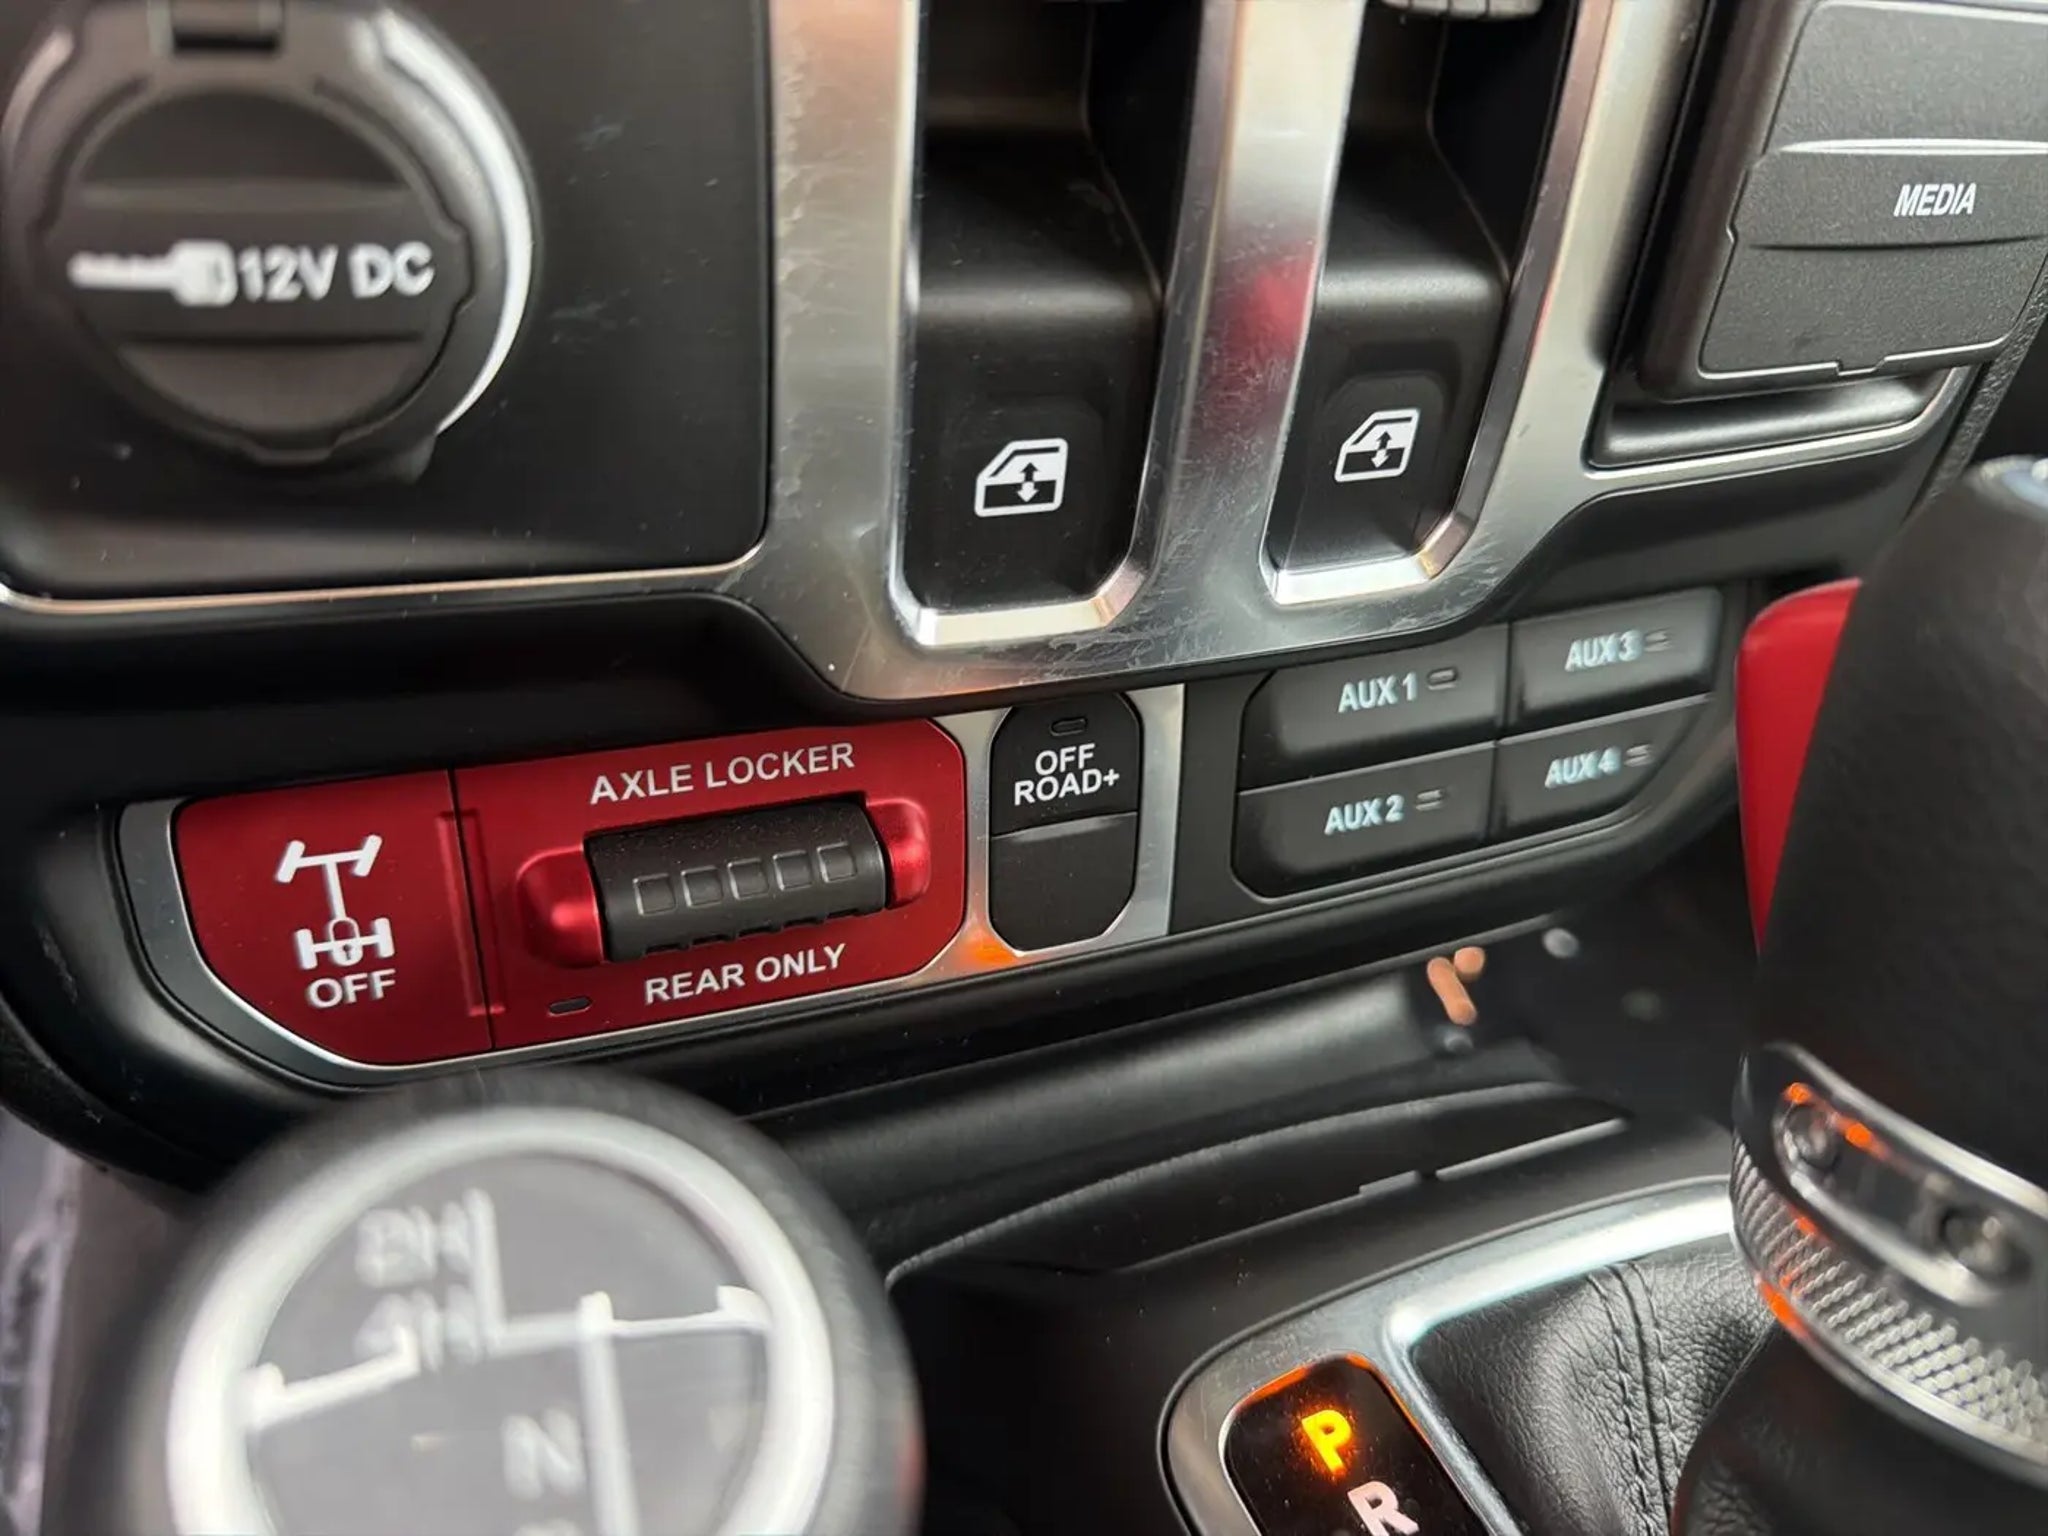 12V DC
MEDIA
AXLE LOCKER
REAR ONLY
OFF
OFF
ROAD+
AUX 1
AUX 3
AUX 2
AUX 4
N
P
R